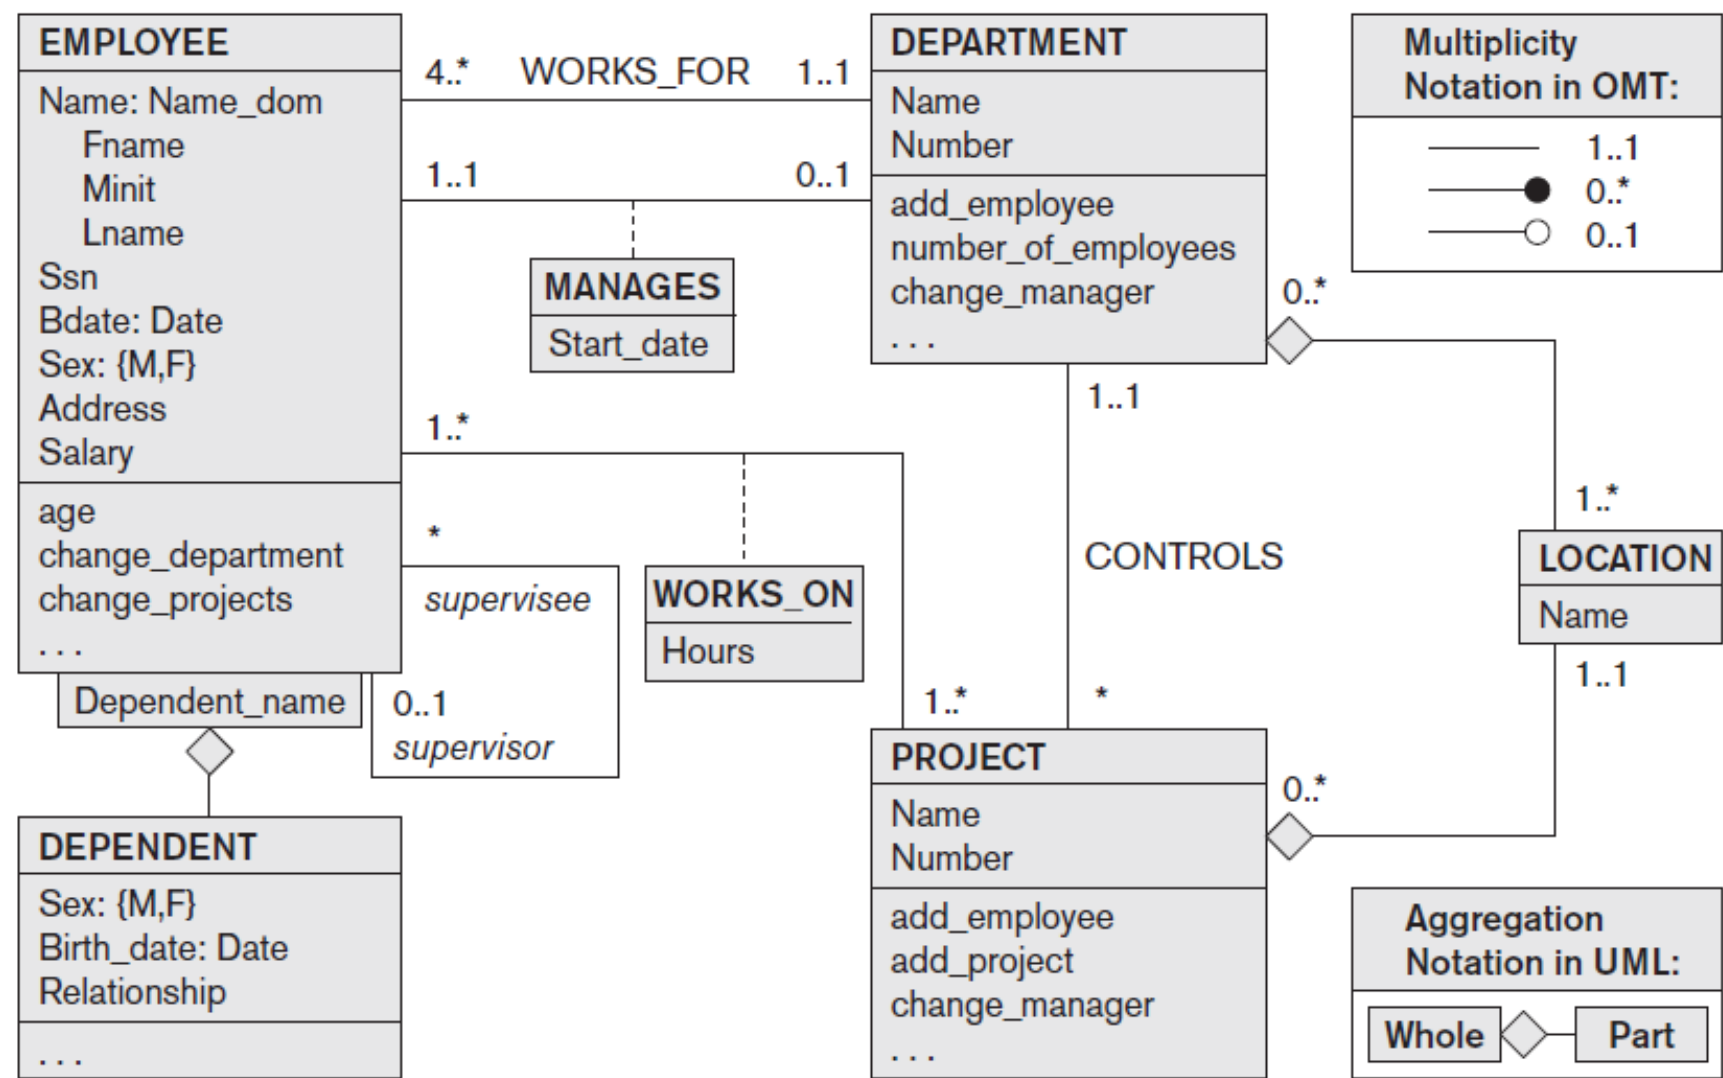 EMPLOYEE
Name: Name_dom
Fname
Minit
Lname
Ssn
Bdate: Date
Sex: {M,F}
Address
Salary
age
change_department
change_projects
. . .
Dependent_name
DEPENDENT
Sex: {M,F}
Birth_date: Date
Relationship
. . .
4..* WORKS_FOR 1..1
1..1 0..1
MANAGES
Start_date
1..*
*
supervisee
0..1
supervisor
WORKS_ON
Hours
1..*
DEPARTMENT
Name
Number
add_employee
number_of_employees
change_manager
. . .
1..1
CONTROLS
*
PROJECT
Name
Number
add_employee
add_project
change_manager
. . .
0..*
1..*
LOCATION
Name
1..1
0..*
Multiplicity
Notation in OMT:
1..1
0..*
0..1
Aggregation
Notation in UML:
Whole Part